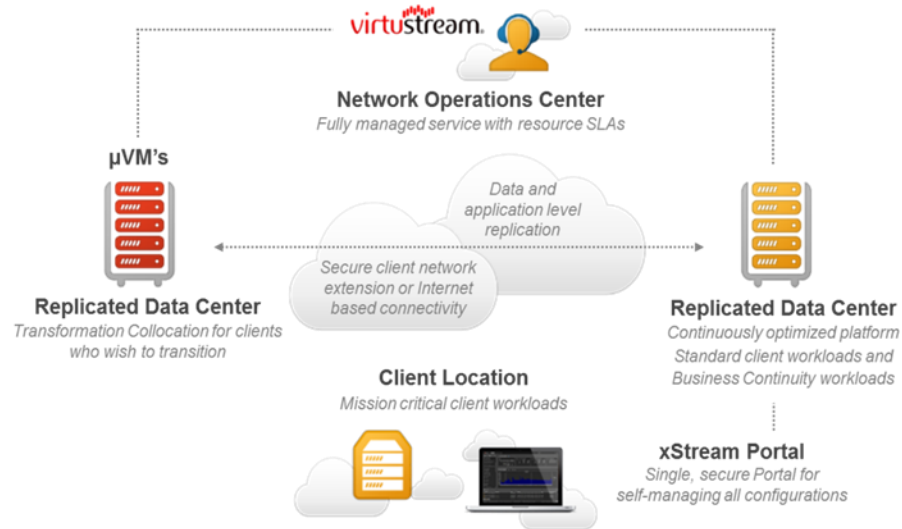 virtustream.
Network Operations Center
Fully managed service with resource SLAs
µVM's
Data and
application level
replication
Secure client network
extension or Internet
based connectivity
Replicated Data Center
Transformation Collocation for clients
who wish to transition
Replicated Data Center
Continuously optimized platform
Standard client workloads and
Business Continuity workloads
Client Location
Mission critical client workloads
xStream Portal
Single, secure Portal for
self-managing all configurations